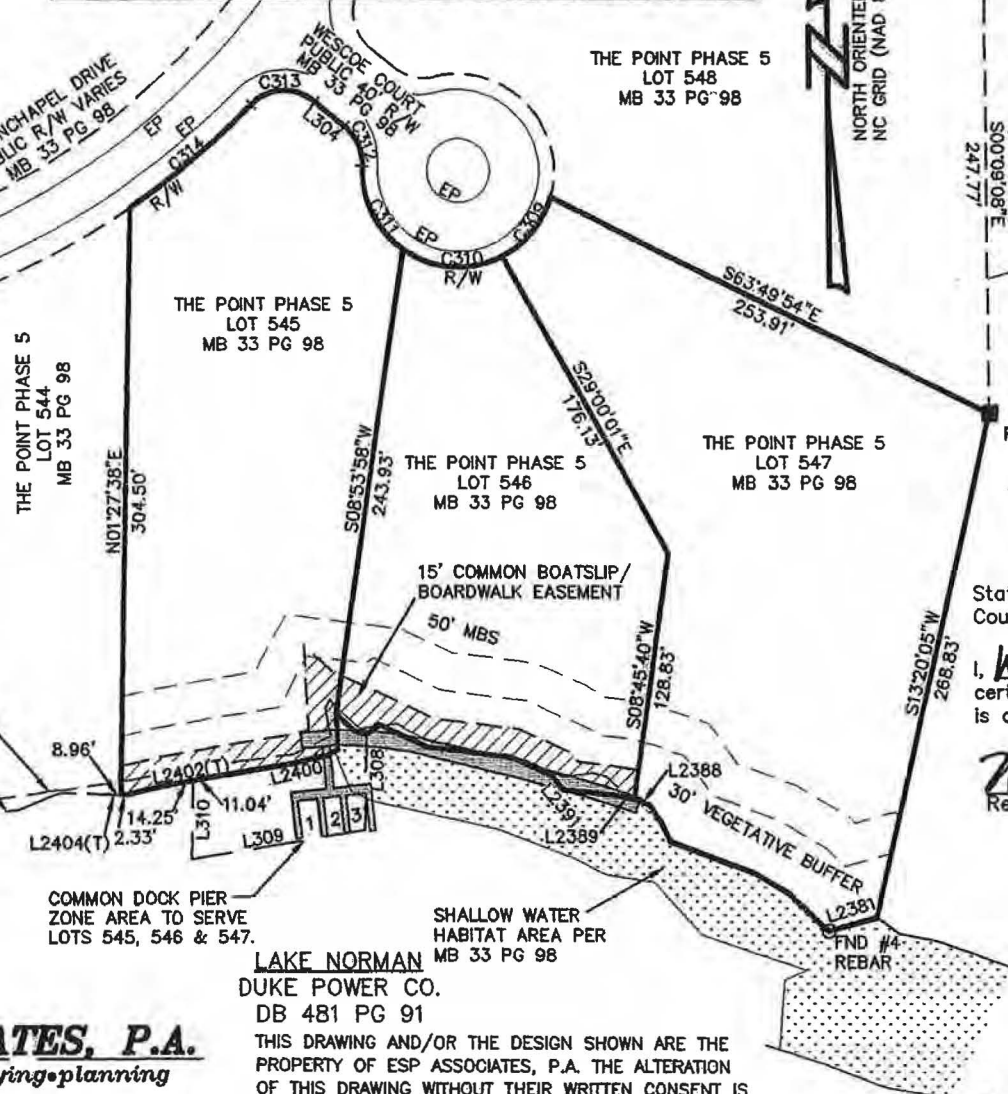 WESCOE COURT
PUBLIC 40' R/W
MB 33 PG 98
THE POINT PHASE 5
LOT 548
MB 33 PG 98
NORTH ORIENTE
NC GRID (NAD
S00°09'08"E
247.77'
NCHAPEL DRIVE
BLIC R/W VARIES
MB 33 PG 98
EP
EP
C314
R/W
C313
L304
C312
C311
EP
EP
C310
R/W
C309
S63°49'54"E
253.91'
THE POINT PHASE 5
LOT 545
MB 33 PG 98
THE POINT PHASE 5
LOT 544
MB 33 PG 98
N01°27'38"E
304.50'
S08°53'58"W
243.93'
S29°00'01"E
176.13'
THE POINT PHASE 5
LOT 546
MB 33 PG 98
THE POINT PHASE 5
LOT 547
MB 33 PG 98
15' COMMON BOATSLIP/
BOARDWALK EASEMENT
50' MBS
S08°45'40"W
128.83'
S13°20'05"W
268.83'
Sta
Cou
I,
cer
is
Re
8.96'
L2402(T)
L2400
L308
14.25'
11.04'
L2404(T)
2.33'
L310
L309
1
2
3
L2391
L2389
L2388
30' VEGETATIVE BUFFER
L2381
FND #4
REBAR
COMMON DOCK PIER
ZONE AREA TO SERVE
LOTS 545, 546 & 547.
SHALLOW WATER
HABITAT AREA PER
MB 33 PG 98
LAKE NORMAN
DUKE POWER CO.
DB 481 PG 91
THIS DRAWING AND/OR THE DESIGN SHOWN ARE THE
PROPERTY OF ESP ASSOCIATES, P.A. THE ALTERATION
OF THIS DRAWING WITHOUT THEIR WRITTEN CONSENT IS
ATES, P.A.
ying•planning